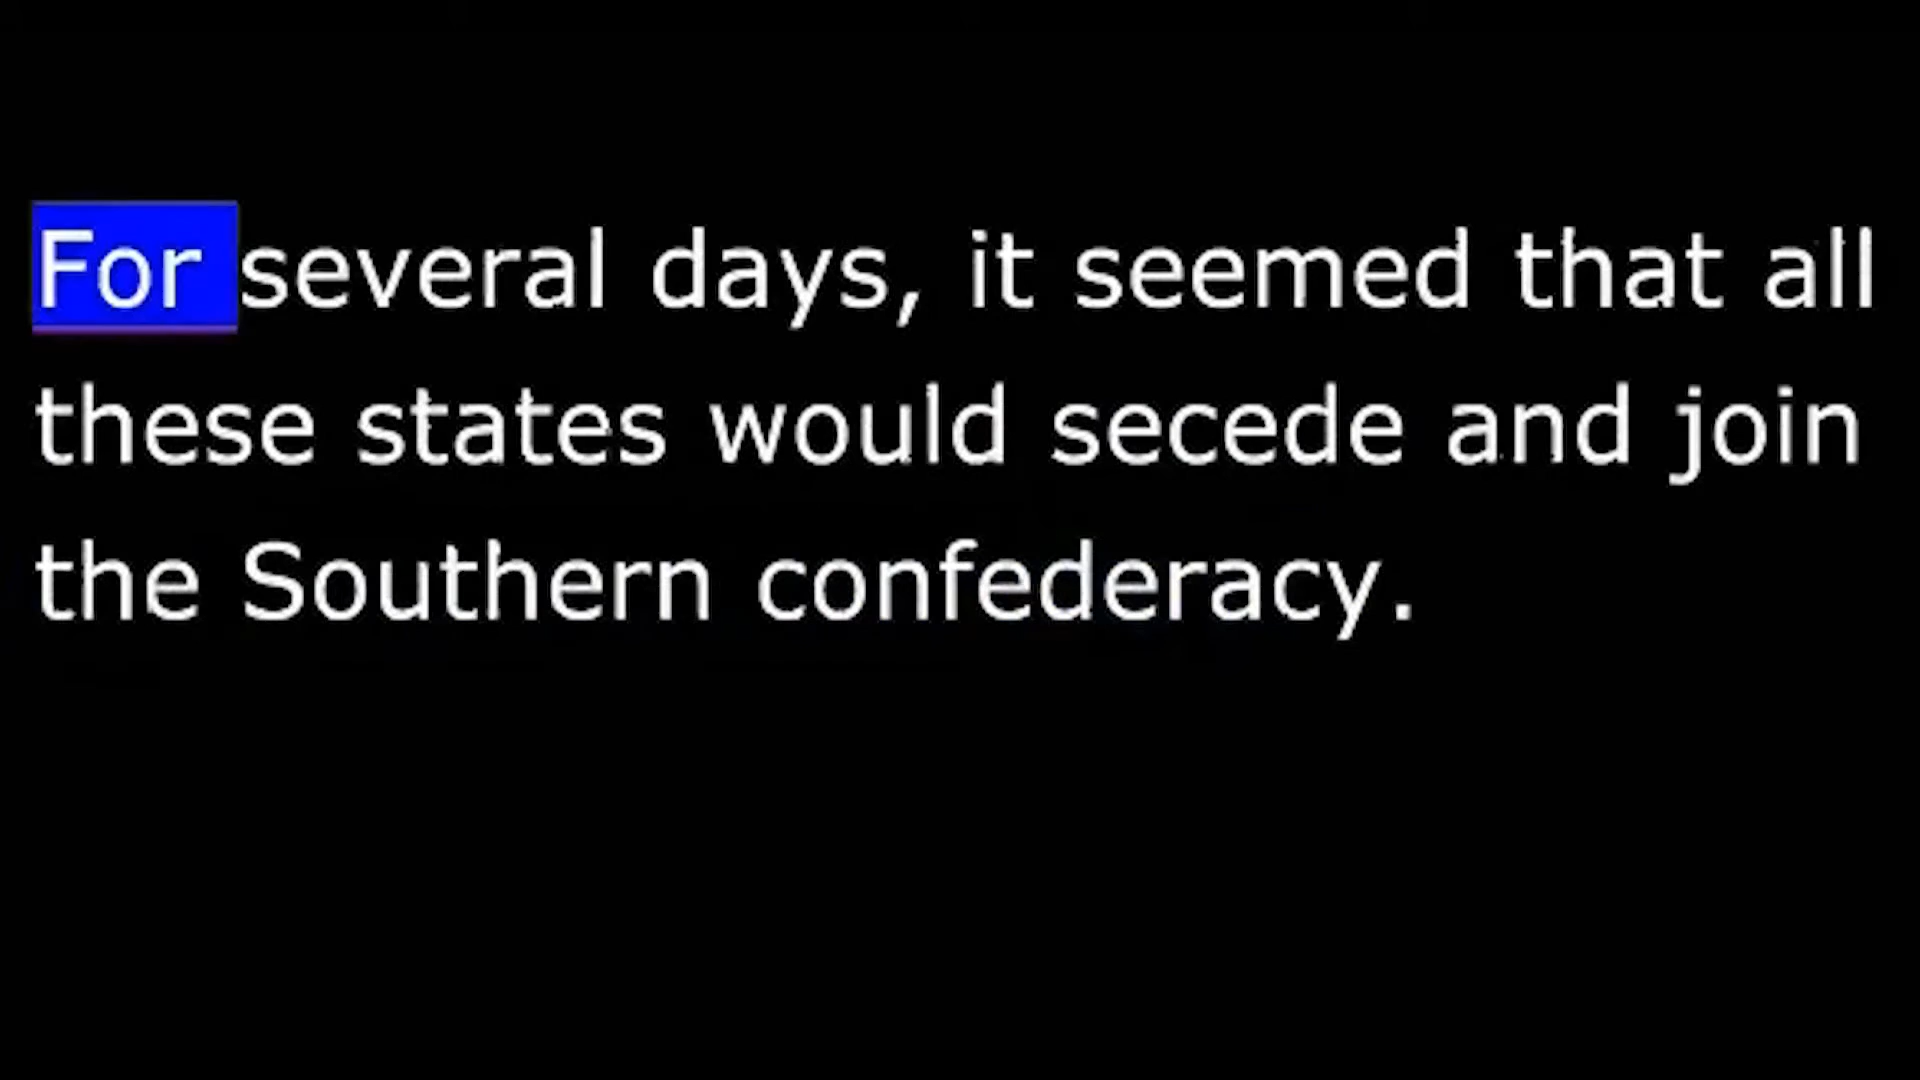 For several days, it seemed that all
these states would secede and join
the Southern confederacy.